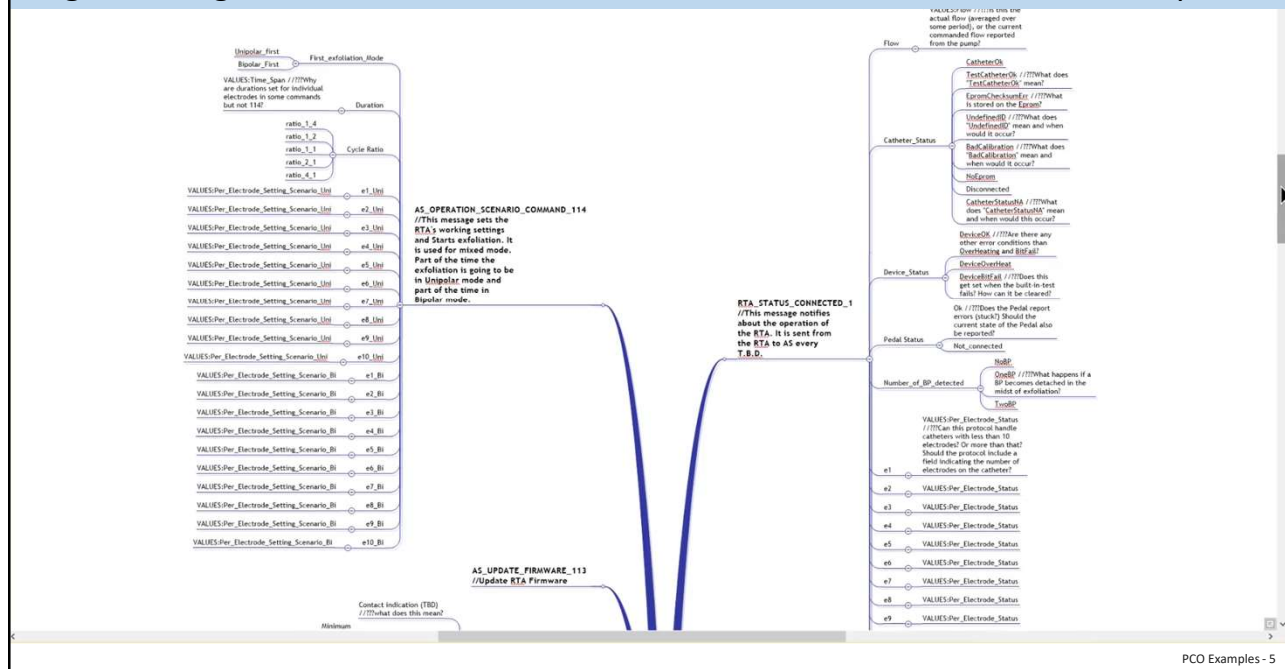 Unipolar_first
Bipolar_First
First_exfoliation_Mode
VALUES:Time_Span //???Why
are durations set for individual
electrodes in some commands
but not 114?
Duration
ratio_1_4
ratio_1_2
ratio_1_1
ratio_2_1
ratio_4_1
Cycle Ratio
VALUES:Per_Electrode_Setting_Scenario_Uni e1_Uni
VALUES:Per_Electrode_Setting_Scenario_Uni e2_Uni
VALUES:Per_Electrode_Setting_Scenario_Uni e3_Uni
VALUES:Per_Electrode_Setting_Scenario_Uni e4_Uni
VALUES:Per_Electrode_Setting_Scenario_Uni e5_Uni
VALUES:Per_Electrode_Setting_Scenario_Uni e6_Uni
VALUES:Per_Electrode_Setting_Scenario_Uni e7_Uni
VALUES:Per_Electrode_Setting_Scenario_Uni e8_Uni
VALUES:Per_Electrode_Setting_Scenario_Uni e9_Uni
VALUES:Per_Electrode_Setting_Scenario_Uni e10_Uni
VALUES:Per_Electrode_Setting_Scenario_Bi e1_Bi
VALUES:Per_Electrode_Setting_Scenario_Bi e2_Bi
VALUES:Per_Electrode_Setting_Scenario_Bi e3_Bi
VALUES:Per_Electrode_Setting_Scenario_Bi e4_Bi
VALUES:Per_Electrode_Setting_Scenario_Bi e5_Bi
VALUES:Per_Electrode_Setting_Scenario_Bi e6_Bi
VALUES:Per_Electrode_Setting_Scenario_Bi e7_Bi
VALUES:Per_Electrode_Setting_Scenario_Bi e8_Bi
VALUES:Per_Electrode_Setting_Scenario_Bi e9_Bi
VALUES:Per_Electrode_Setting_Scenario_Bi e10_Bi
AS_OPERATION_SCENARIO_COMMAND_114
//This message sets the
RTA's working settings
and Starts exfoliation. It
is used for mixed mode.
Part of the time the
exfoliation is going to be
in Unipolar mode and
part of the time in
Bipolar mode.
AS_UPDATE_FIRMWARE_113
//Update RTA Firmware
Contact indication (TBD)
//???what does this mean?
Minimum
RTA_STATUS_CONNECTED_1
//This message notifies
about the operation of
the RTA. It is sent from
the RTA to AS every
T.B.D.
VALUES:Flow //???Is this the
actual flow (averaged over
some period), or the current
commanded flow reported
from the pump?
Flow
CatheterOk
TestCatheterOk //???What does
"TestCatheterOk" mean?
EpromChecksumErr //???What
is stored on the Eprom?
UndefinedID //???What does
"UndefinedID" mean and when
would it occur?
Catheter_Status
BadCalibration //???What does
"BadCalibration" mean and
when would it occur?
NoEprom
Disconnected
CatheterStatusNA //???What
does "CatheterStatusNA" mean
and when would this occur?
DeviceOK //???Are there any
other error conditions than
OverHeating and BitFail?
Device_Status
DeviceOverHeat
DeviceBitFail //???Does this
get set when the built-in-test
fails? How can it be cleared?
Ok //???Does the Pedal report
errors (stuck?) Should the
current state of the Pedal also
be reported?
Pedal Status
Not_connected
NoBP
Number_of_BP_detected
OneBP //???What happens if a
BP becomes detached in the
midst of exfoliation?
TwoBP
VALUES:Per_Electrode_Status
//???Can this protocol handle
catheters with less than 10
electrodes? Or more than that?
Should the protocol include a
field indicating the number of
electrodes on the catheter?
e1
e2 VALUES:Per_Electrode_Status
e3 VALUES:Per_Electrode_Status
e4 VALUES:Per_Electrode_Status
e5 VALUES:Per_Electrode_Status
e6 VALUES:Per_Electrode_Status
e7 VALUES:Per_Electrode_Status
e8 VALUES:Per_Electrode_Status
e9 VALUES:Per_Electrode_Status
PCO Examples - 5